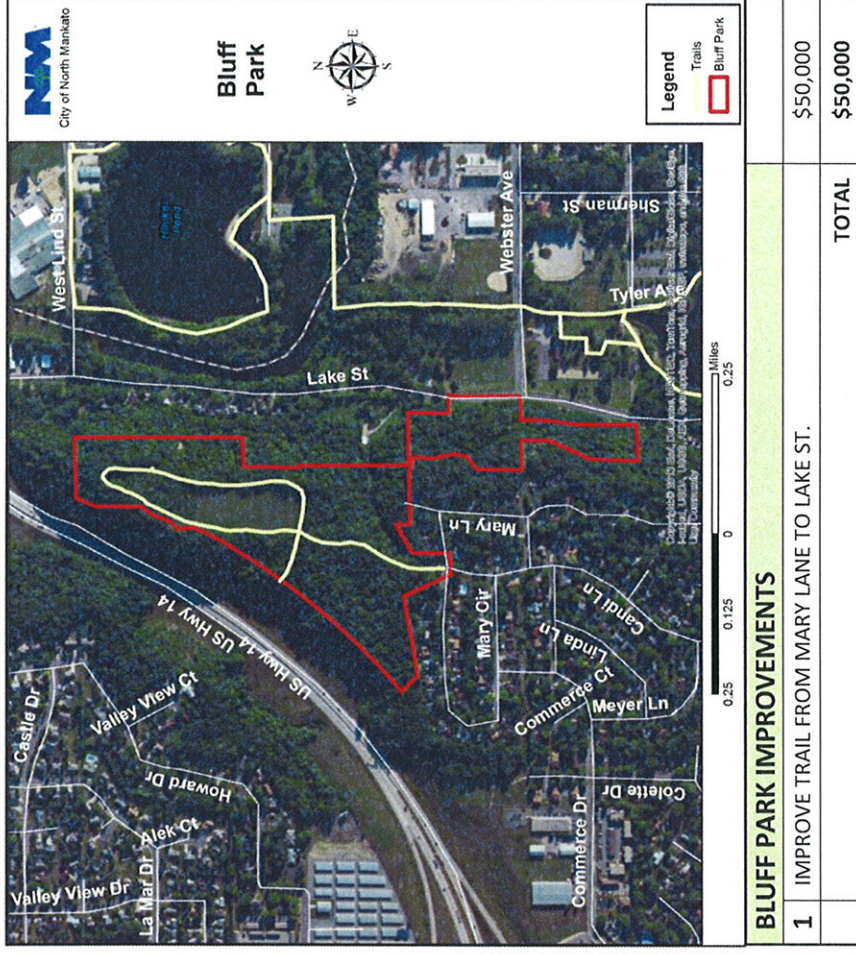 NM
City of North Mankato
Bluff
Park
N
W
E
S
Legend
Trails
Bluff Park
West Lind St
Webster Ave
Sherman St
Tyler A
Lake St
Mary Ln
Mary Cir
Candi Ln
Linda Ln
Commerce Ct
Meyer Ln
Commerce Dr
Colette Dr
US Hwy 14
US Hwy 14
US Hwy 14
Castle Dr
Valley View Ct
Howard Dr
Alek Ct
La Mar Dr
Valley View Dr
0.25
0.125
0
0.25
Miles
BLUFF PARK IMPROVEMENTS
1 IMPROVE TRAIL FROM MARY LANE TO LAKE ST. $50,000
TOTAL $50,000